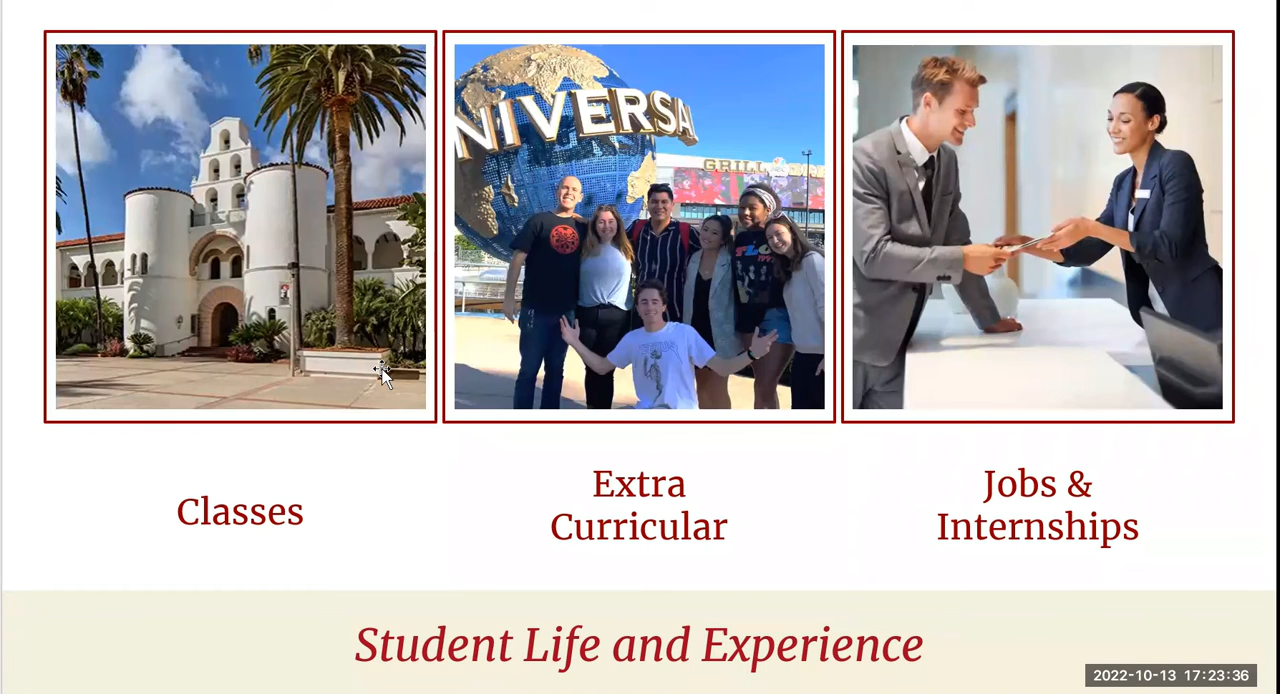 NIVERSA
GRILL
Classes
Extra
Curricular
Jobs &
Internships
Student Life and Experience
2022-10-13 17:23:36